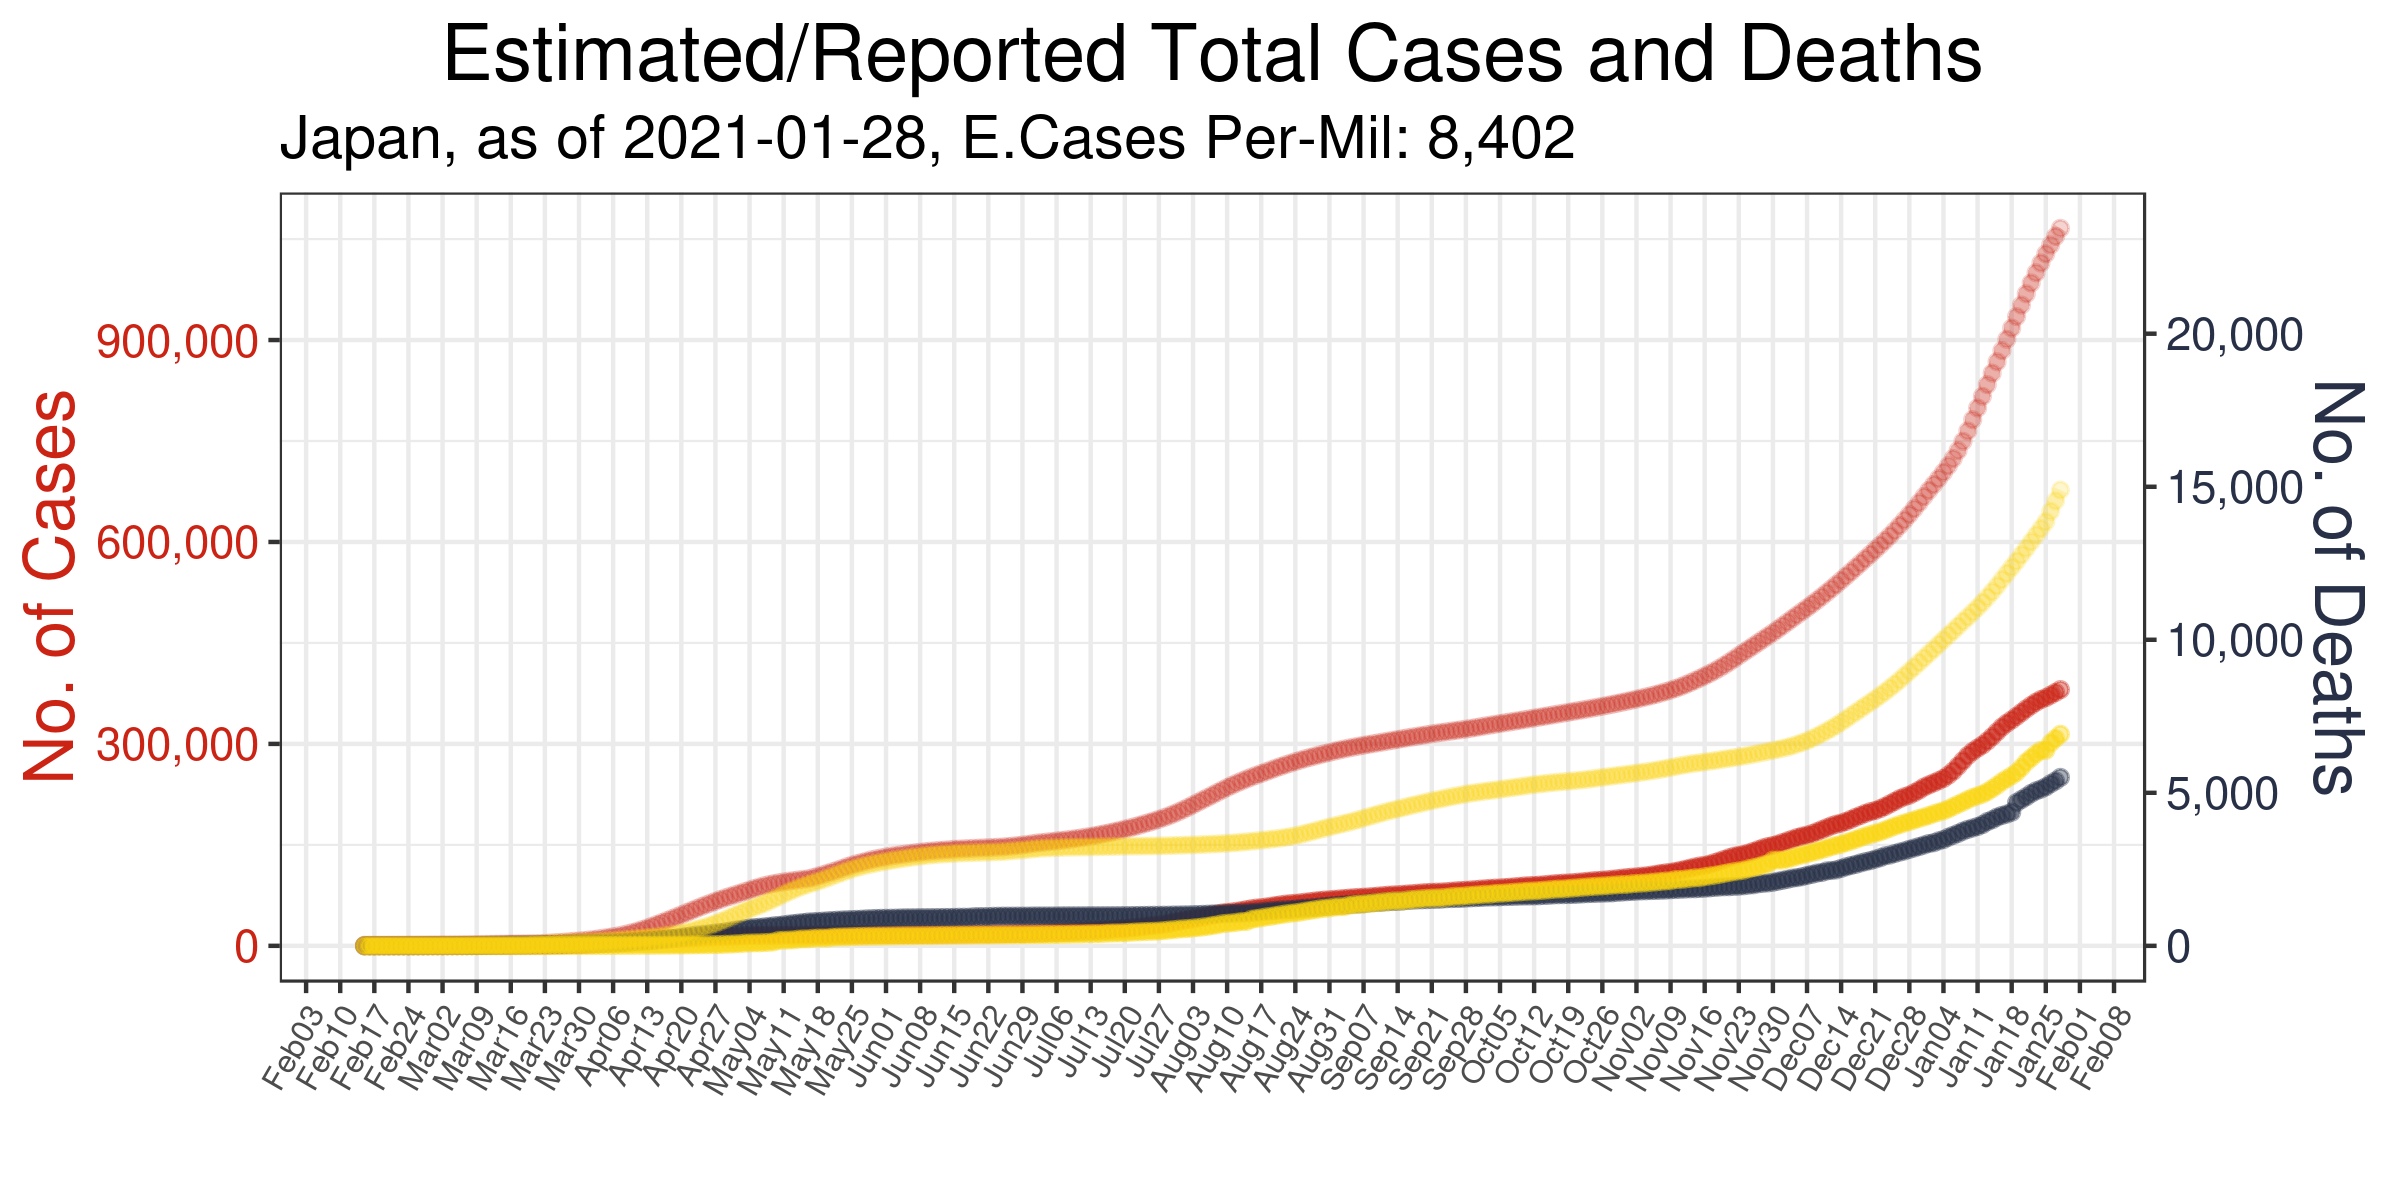 Estimated/Reported Total Cases and Deaths
Japan, as of 2021-01-28, E.Cases Per-Mil: 8,402
No. of Cases
900,000
600,000
300,000
0
20,000
15,000
10,000
5,000
0
No. of Deaths
Feb03
Feb10
Feb17
Feb24
Mar02
Mar09
Mar16
Mar23
Mar30
Apr06
Apr13
Apr20
Apr27
May04
May11
May18
May25
Jun01
Jun08
Jun15
Jun22
Jun29
Jul06
Jul13
Jul20
Jul27
Aug03
Aug10
Aug17
Aug24
Aug31
Sep07
Sep14
Sep21
Sep28
Oct05
Oct12
Oct19
Oct26
Nov02
Nov09
Nov16
Nov23
Nov30
Dec07
Dec14
Dec21
Dec28
Jan04
Jan11
Jan18
Jan25
Feb01
Feb08